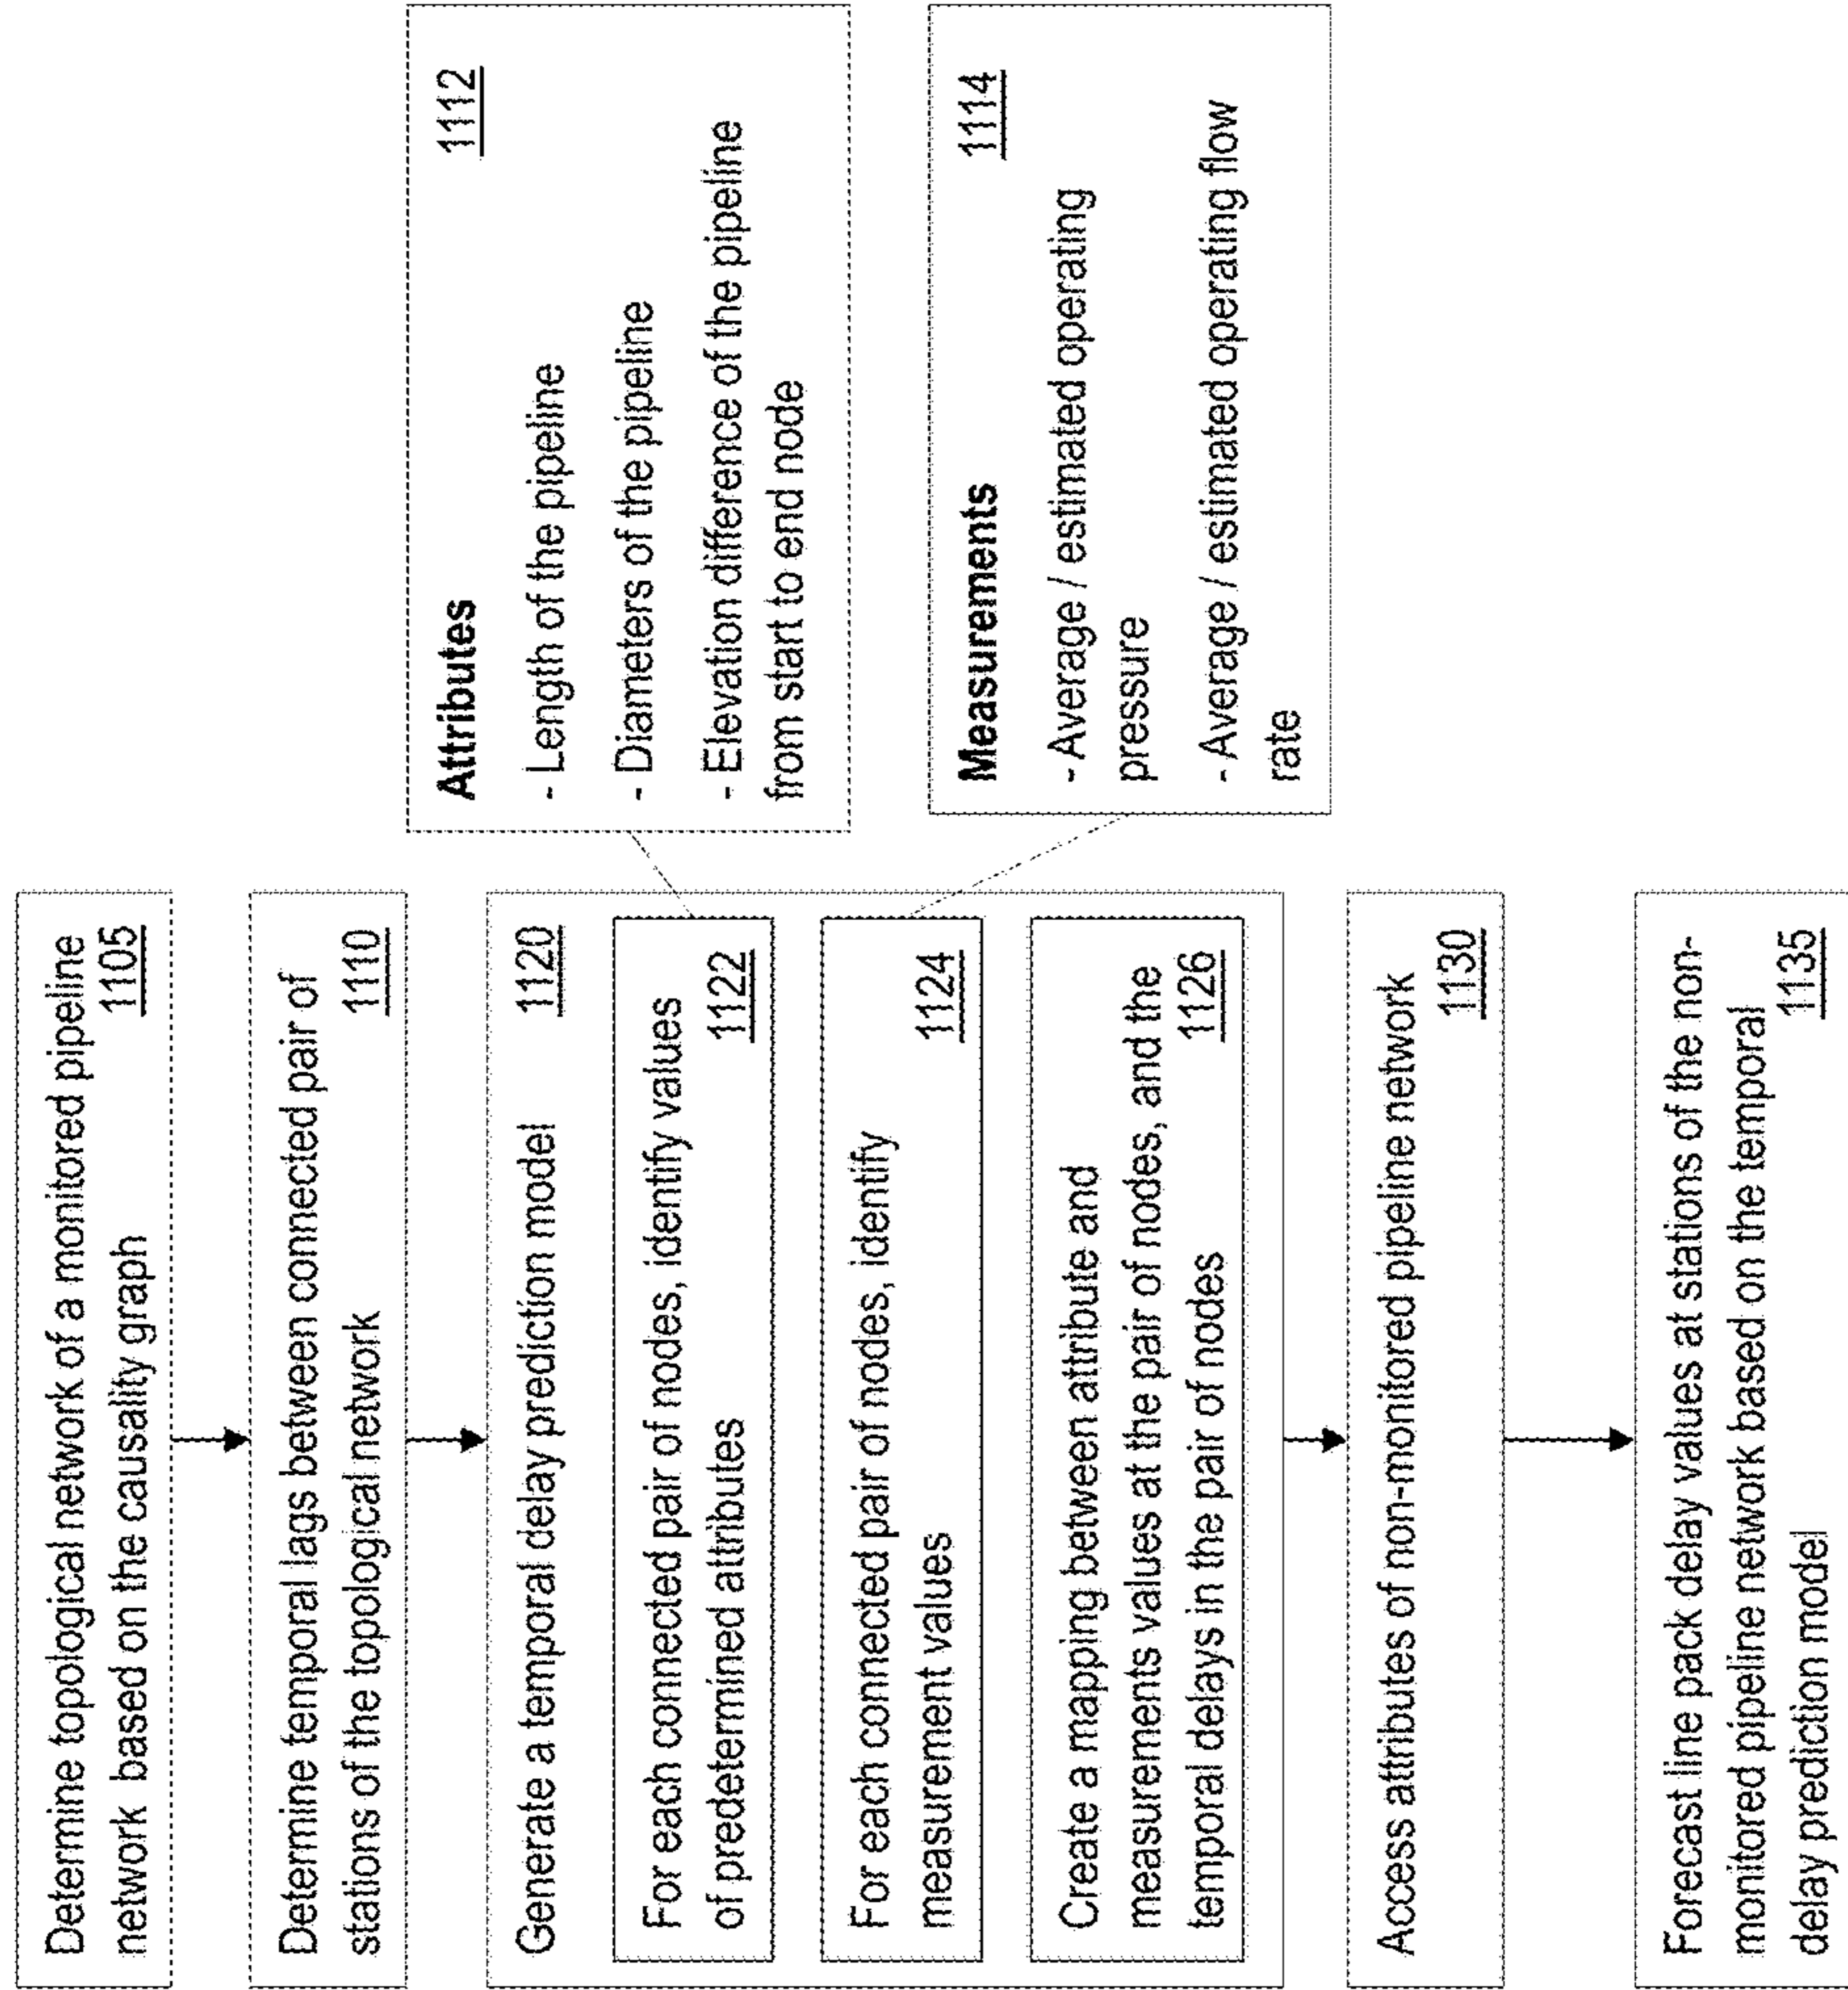 Determine topological network of a monitored pipeline
network based on the causality graph
1105
Determine temporal lags between connected pair of
stations of the topological network
1110
Generate a temporal delay prediction model
1120
For each connected pair of nodes, identify values
of predetermined attributes
1122
For each connected pair of nodes, identify
measurement values
1124
Create a mapping between attribute and
measurements values at the pair of nodes, and the
temporal delays in the pair of nodes
1126
Access attributes of non-monitored pipeline network
1130
Forecast line pack delay values at stations of the non-
monitored pipeline network based on the temporal
delay prediction model
1135
Attributes
1112
- Length of the pipeline
- Diameters of the pipeline
- Elevation difference of the pipeline
from start to end node
Measurements
1114
- Average / estimated operating
pressure
- Average / estimated operating flow
rate